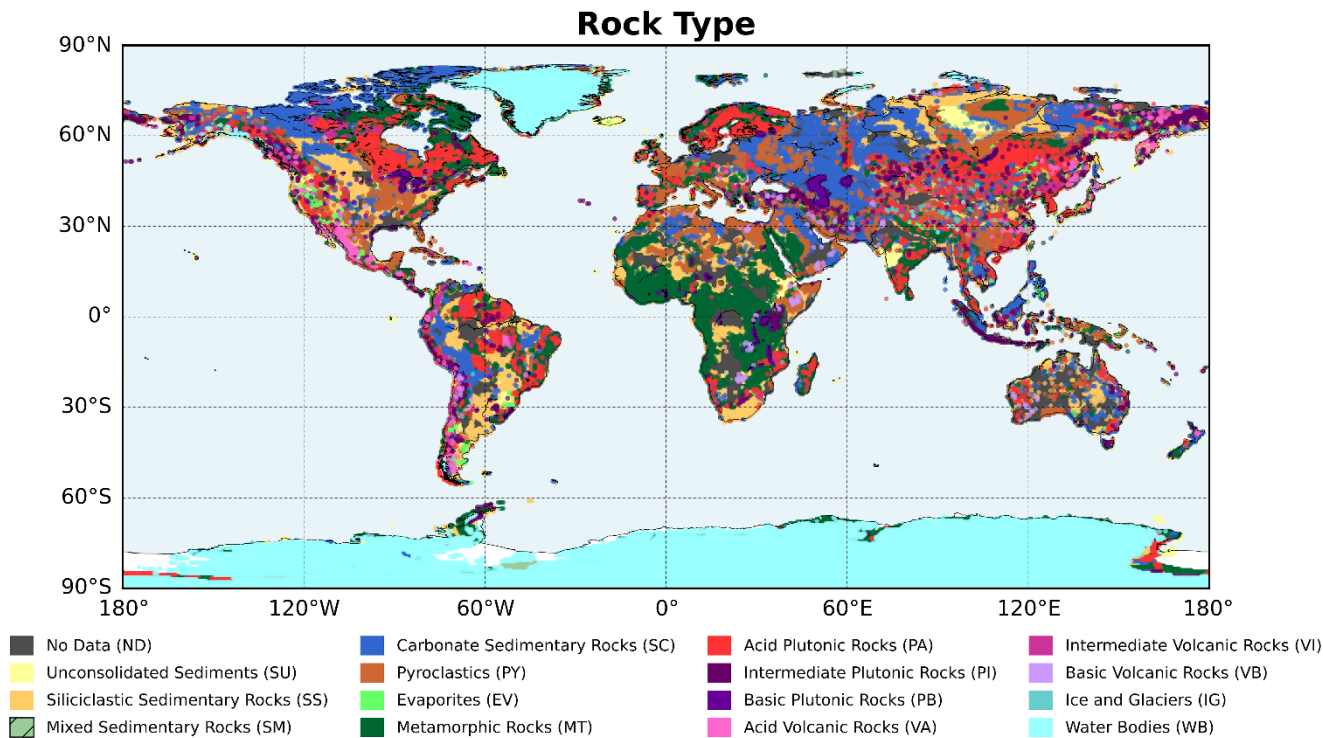 Rock Type
90°N
60°N
30°N
0°
30°S
60°S
90°S
180° 120°W 60°W 0° 60°E 120°E 180°
No Data (ND)
Unconsolidated Sediments (SU)
Siliciclastic Sedimentary Rocks (SS)
Mixed Sedimentary Rocks (SM)
Carbonate Sedimentary Rocks (SC)
Pyroclastics (PY)
Evaporites (EV)
Metamorphic Rocks (MT)
Acid Plutonic Rocks (PA)
Intermediate Plutonic Rocks (PI)
Basic Plutonic Rocks (PB)
Acid Volcanic Rocks (VA)
Intermediate Volcanic Rocks (VI)
Basic Volcanic Rocks (VB)
Ice and Glaciers (IG)
Water Bodies (WB)